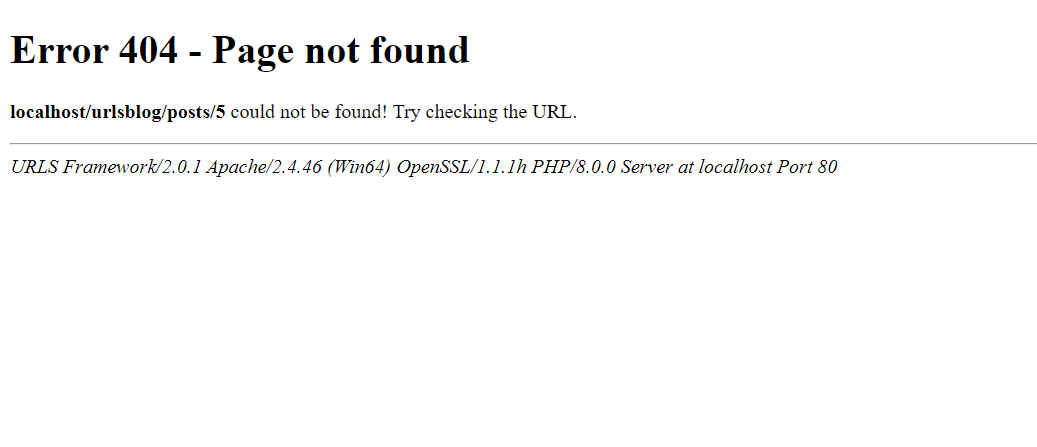 Error 404 - Page not found
localhost/urlsblog/posts/5 could not be found! Try checking the URL.
URLS Framework/2.0.1 Apache/2.4.46 (Win64) OpenSSL/1.1.1h PHP/8.0.0 Server at localhost Port 80